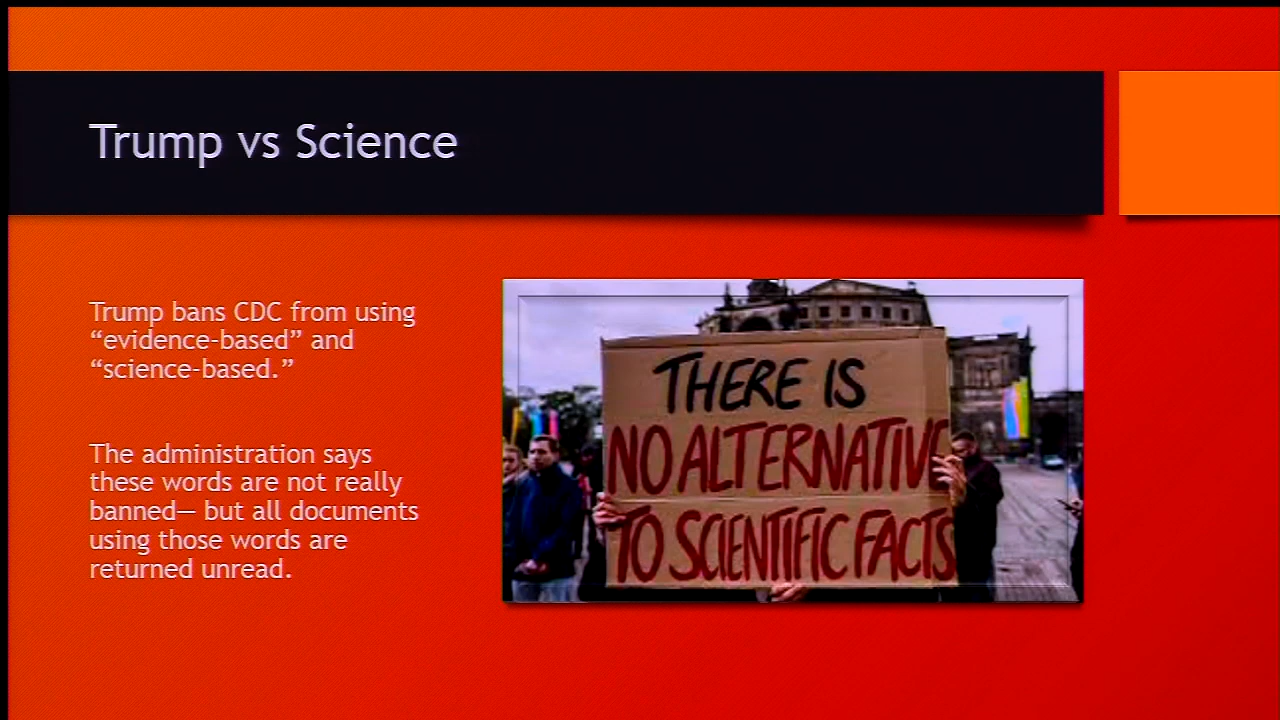 Trump vs Science
Trump bans CDC from using
“evidence-based” and
“science-based.”
The administration says
these words are not really
banned— but all documents
using those words are
returned unread.
THERE IS
NO ALTERNATIVE
TO SCIENTIFIC FACTS